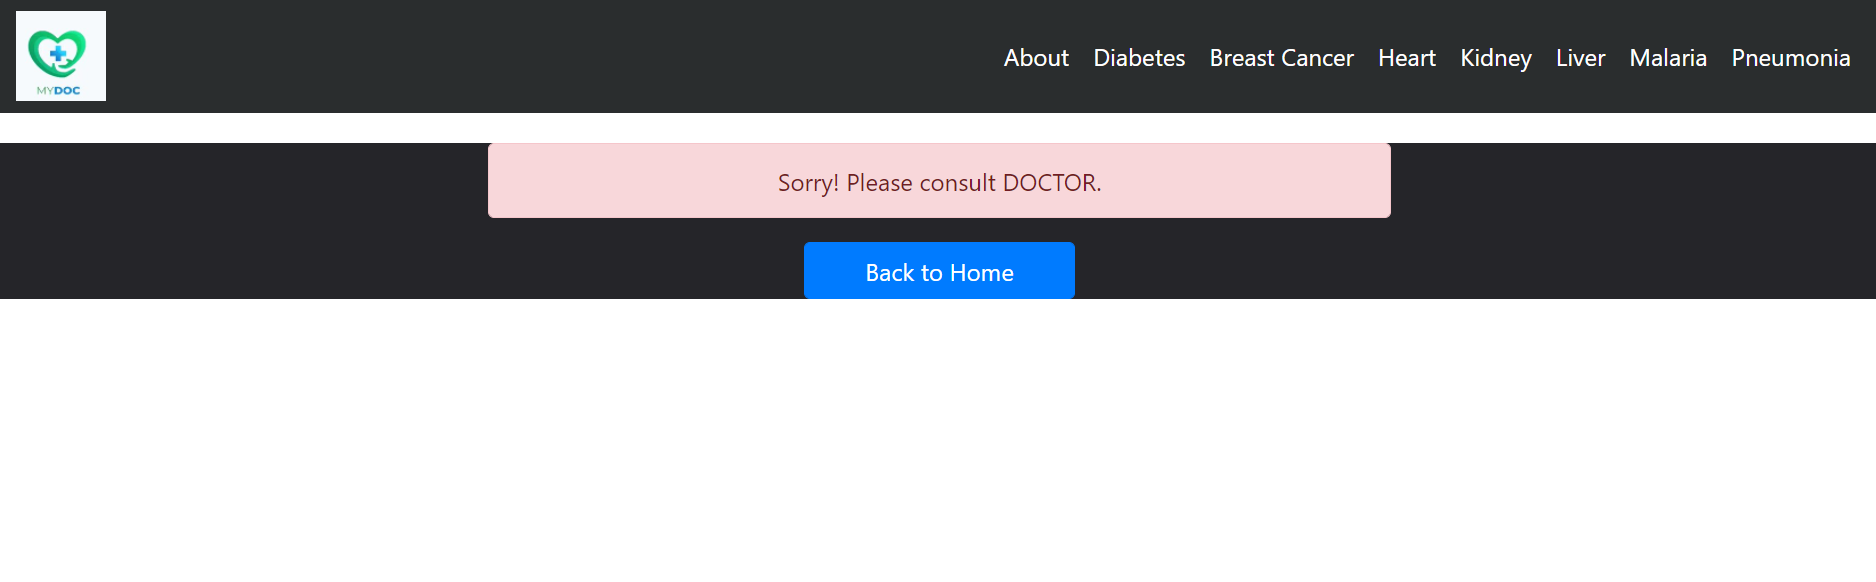 MYDOC
About Diabetes Breast Cancer Heart Kidney Liver Malaria Pneumonia
Sorry! Please consult DOCTOR.
Back to Home